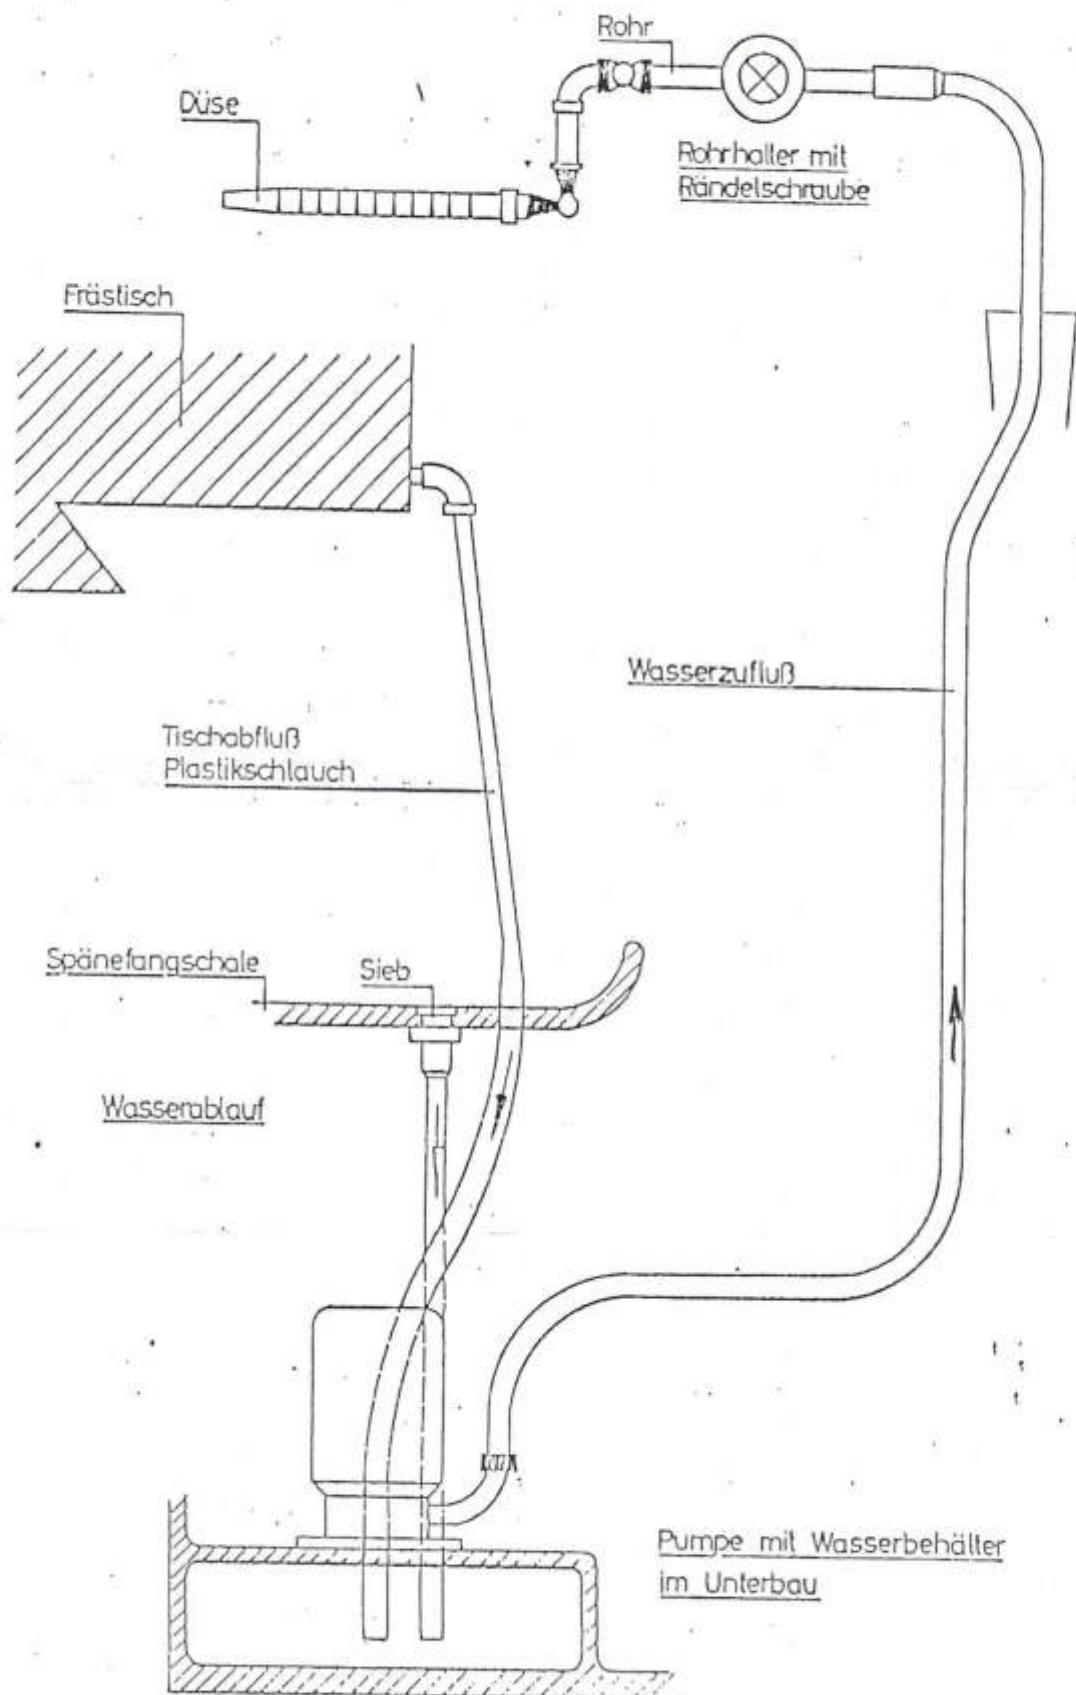 Rohr
Düse
Rohrhalter mit
Rändelschraube
Frästisch
Wasserzufluß
Tischabfluß
Plastikschlauch
Spänefangschale
Sieb
Wasserablauf
Pumpe mit Wasserbehälter
im Unterbau